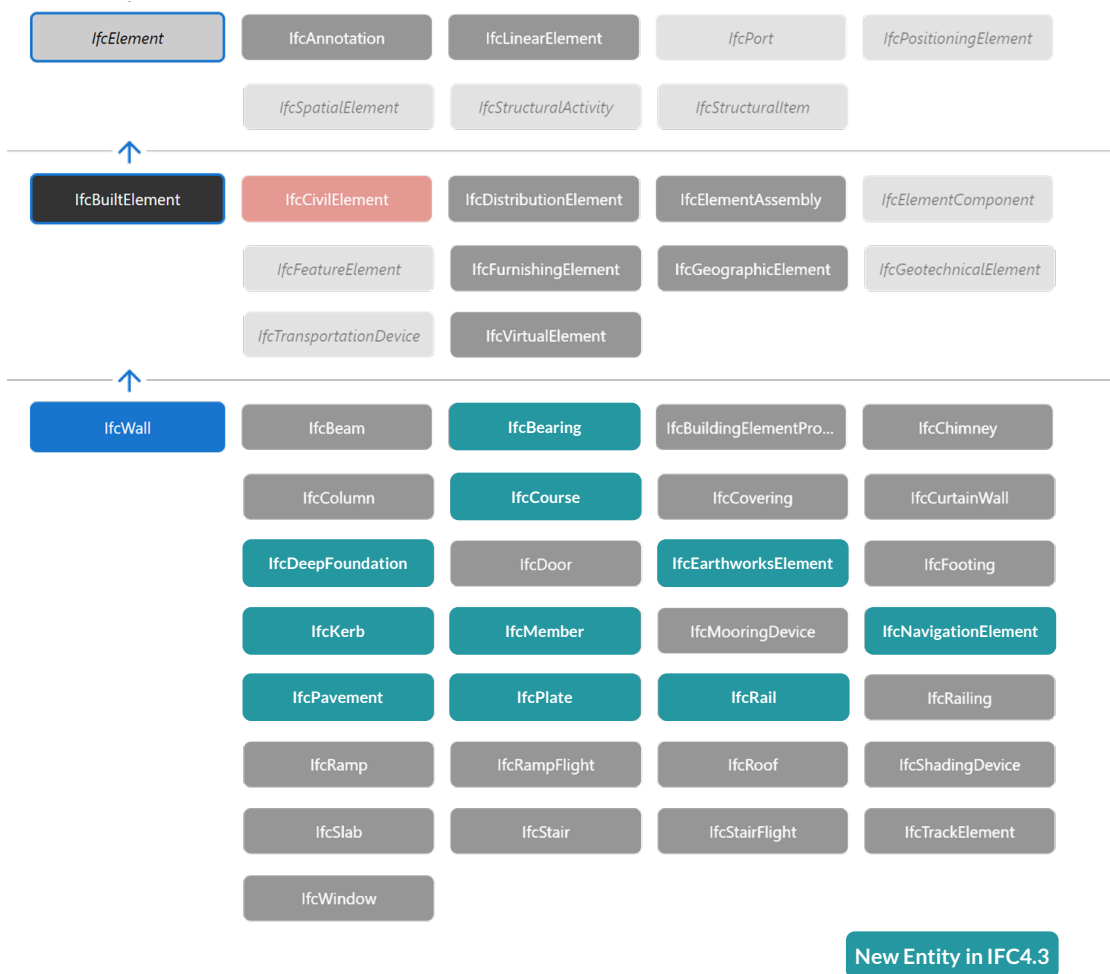 IfcElement
IfcAnnotation
IfcLinearElement
IfcPort
IfcPositioningElement
IfcSpatialElement
IfcStructuralActivity
IfcStructuralItem
IfcBuiltElement
IfcCivilElement
IfcDistributionElement
IfcElementAssembly
IfcElementComponent
IfcFeatureElement
IfcFurnishingElement
IfcGeographicElement
IfcGeotechnicalElement
IfcTransportationDevice
IfcVirtualElement
IfcWall
IfcBeam
IfcBearing
IfcBuildingElementPro...
IfcChimney
IfcColumn
IfcCourse
IfcCovering
IfcCurtainWall
IfcDeepFoundation
IfcDoor
IfcEarthworksElement
IfcFooting
IfcKerb
IfcMember
IfcMooringDevice
IfcNavigationElement
IfcPavement
IfcPlate
IfcRail
IfcRailing
IfcRamp
IfcRampFlight
IfcRoof
IfcShadingDevice
IfcSlab
IfcStair
IfcStairFlight
IfcTrackElement
IfcWindow
New Entity in IFC4.3